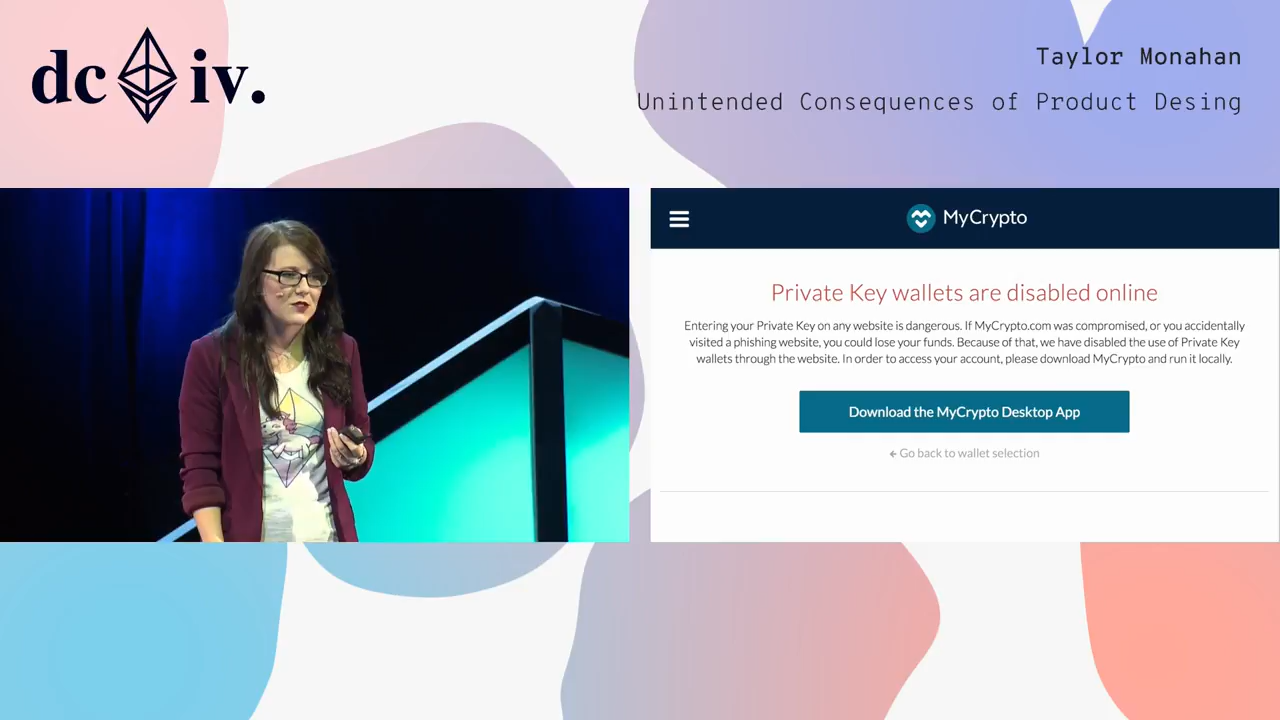 dc iv.
Taylor Monahan
Unintended Consequences of Product Desing
MyCrypto
Private Key wallets are disabled online
Entering your Private Key on any website is dangerous. If MyCrypto.com was compromised, or you accidentally
visited a phishing website, you could lose your funds. Because of that, we have disabled the use of Private Key
wallets through the website. In order to access your account, please download MyCrypto and run it locally.
Download the MyCrypto Desktop App
← Go back to wallet selection